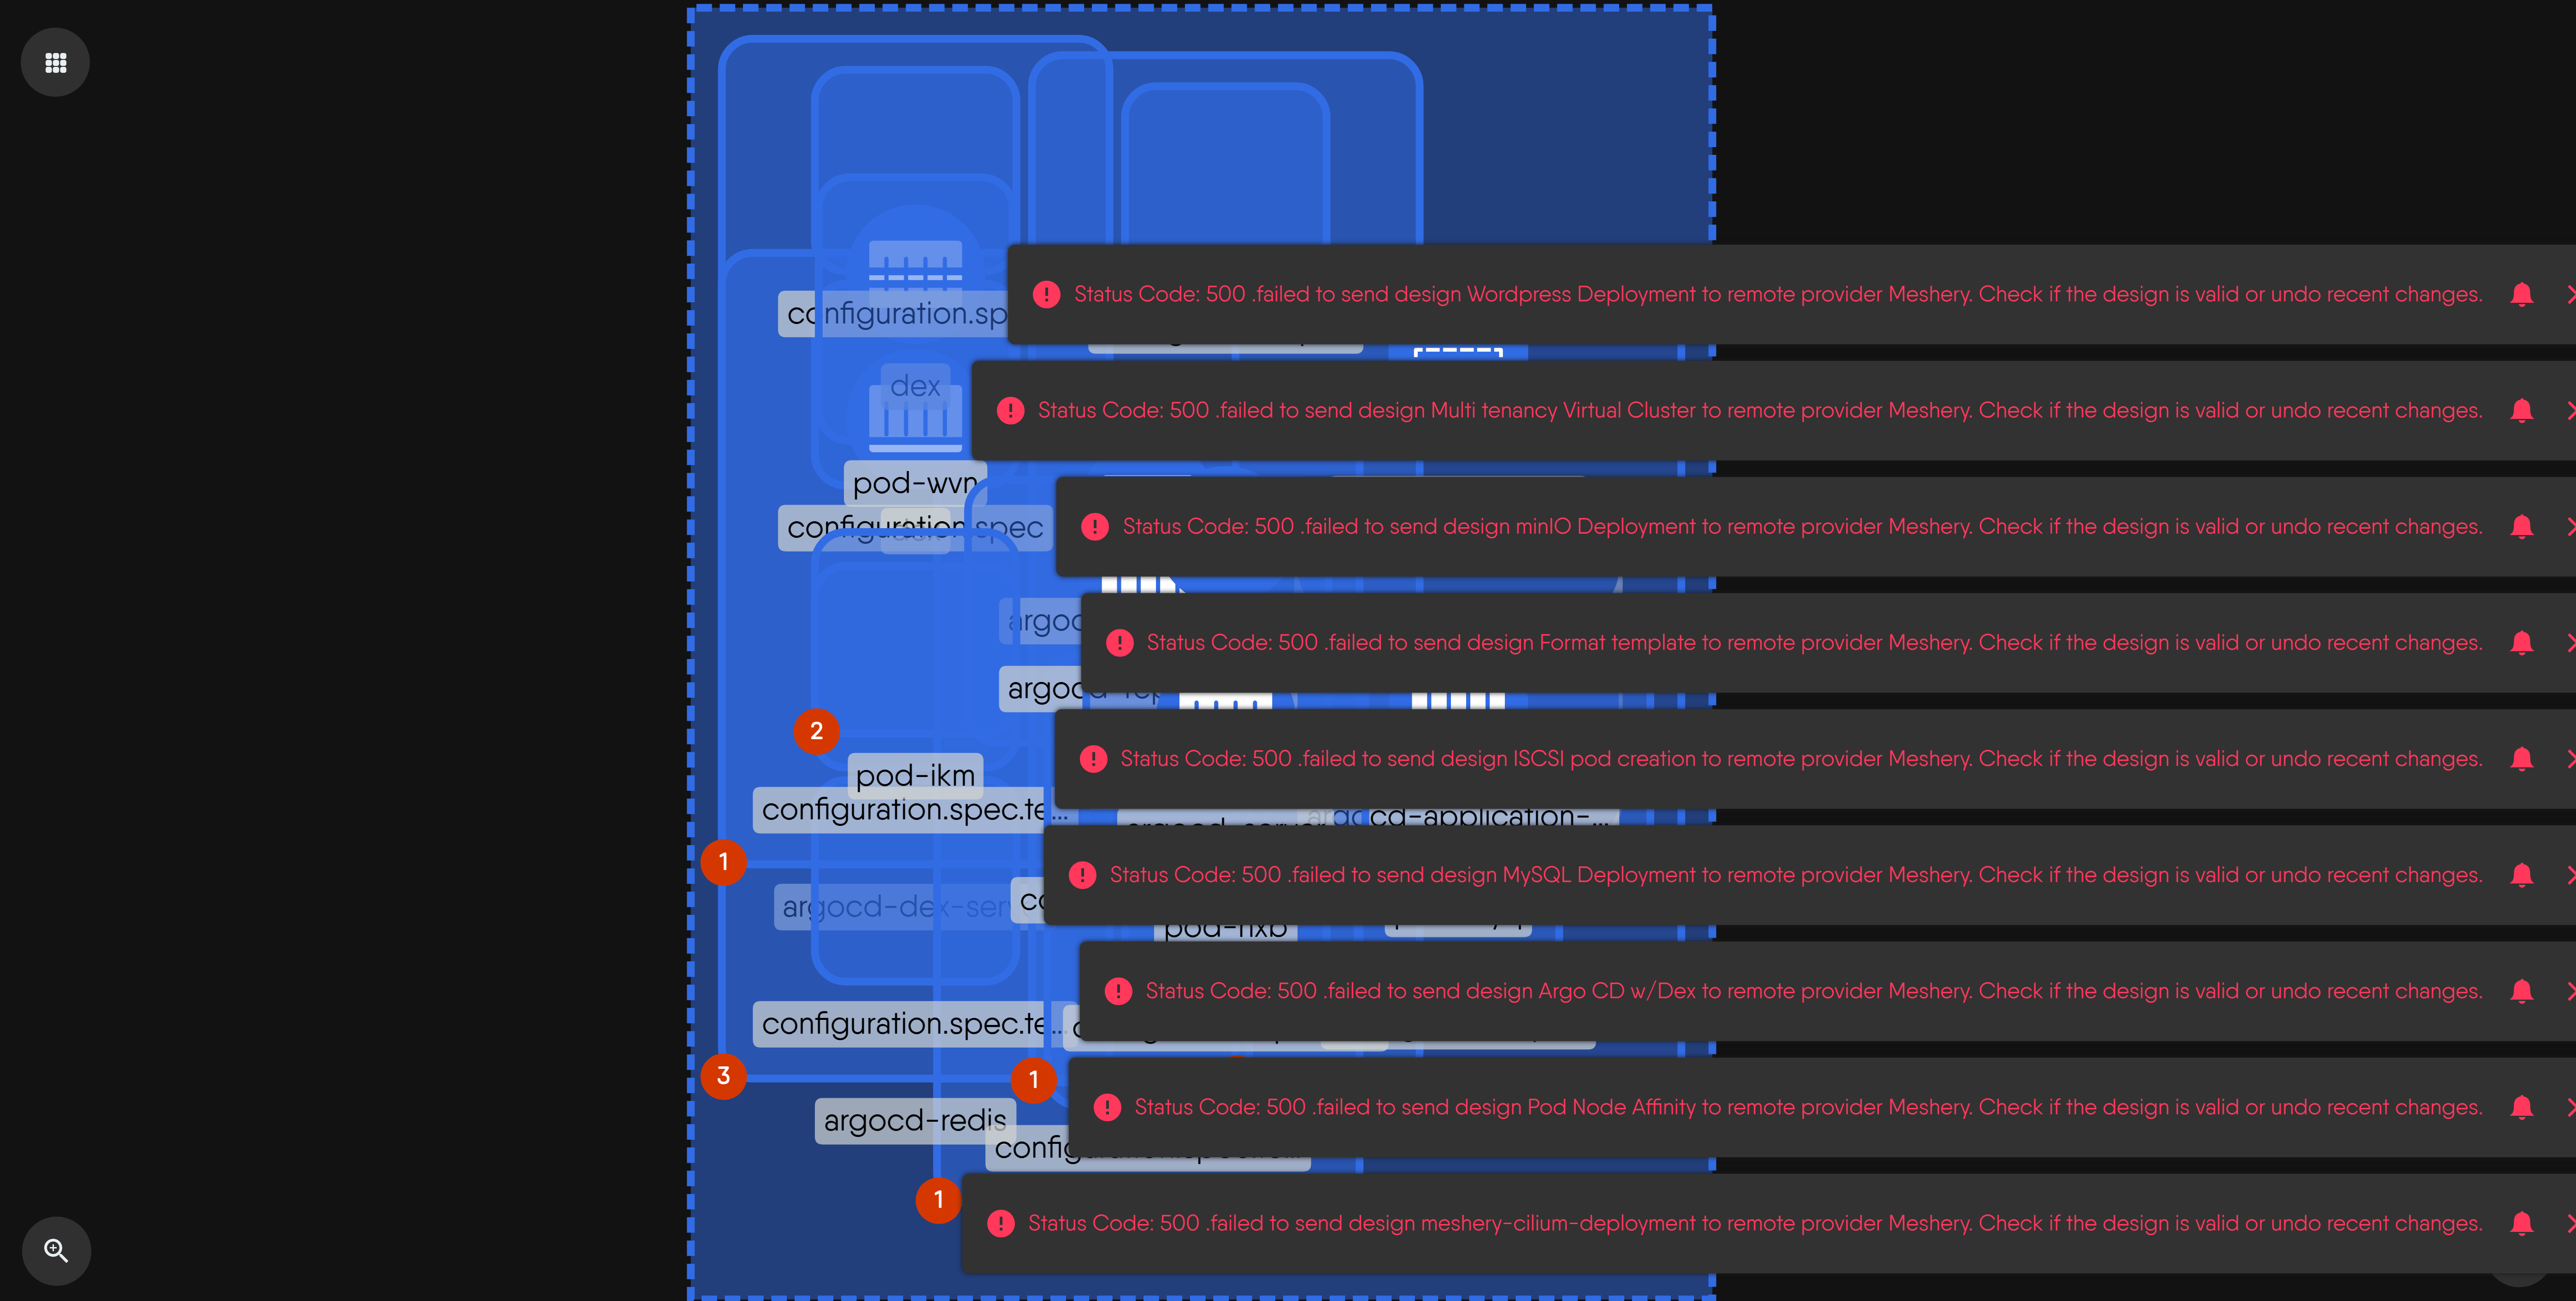 configuration.sp
Status Code: 500 .failed to send design Wordpress Deployment to remote provider Meshery. Check if the design is valid or undo recent changes.
dex
Status Code: 500 .failed to send design Multi tenancy Virtual Cluster to remote provider Meshery. Check if the design is valid or undo recent changes.
pod-wvn
configuration.spec
Status Code: 500 .failed to send design minIO Deployment to remote provider Meshery. Check if the design is valid or undo recent changes.
argoc
Status Code: 500 .failed to send design Format template to remote provider Meshery. Check if the design is valid or undo recent changes.
argocd-rep
2
Status Code: 500 .failed to send design ISCSI pod creation to remote provider Meshery. Check if the design is valid or undo recent changes.
pod-ikm
configuration.spec.te...
argocd-server
argocd-application-...
1
Status Code: 500 .failed to send design MySQL Deployment to remote provider Meshery. Check if the design is valid or undo recent changes.
argocd-dex-ser
co
pod-nxb
Status Code: 500 .failed to send design Argo CD w/Dex to remote provider Meshery. Check if the design is valid or undo recent changes.
configuration.spec.te...
3
1
Status Code: 500 .failed to send design Pod Node Affinity to remote provider Meshery. Check if the design is valid or undo recent changes.
argocd-redis
1
Status Code: 500 .failed to send design meshery-cilium-deployment to remote provider Meshery. Check if the design is valid or undo recent changes.